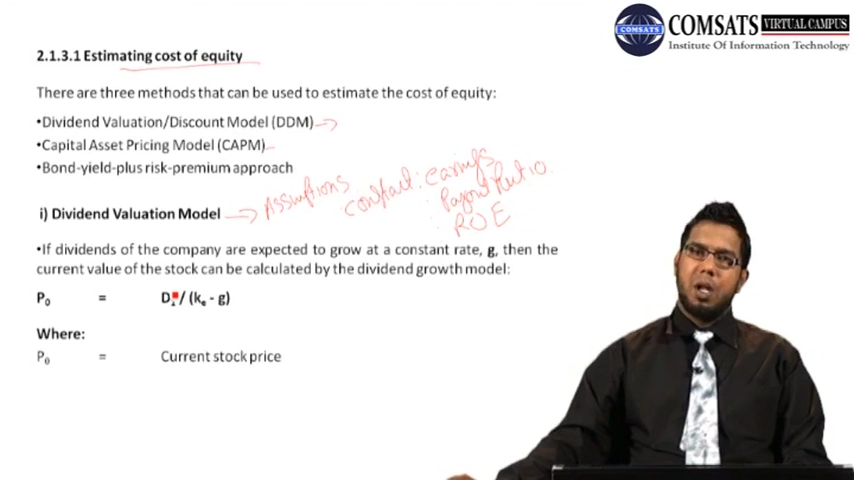 COMSATS VIRTUAL CAMPUS
COMSATS
Institute Of Information Technology
2.1.3.1 Estimating cost of equity
There are three methods that can be used to estimate the cost of equity:
•Dividend Valuation/Discount Model (DDM)
•Capital Asset Pricing Model (CAPM)
•Bond-yield-plus risk-premium approach
Assumptions
constant: earnings
: Payout Ratio
: ROE
i) Dividend Valuation Model
•If dividends of the company are expected to grow at a constant rate, g, then the
current value of the stock can be calculated by the dividend growth model:
P₀ = D₁ / (kₑ - g)
Where:
P₀ = Current stock price